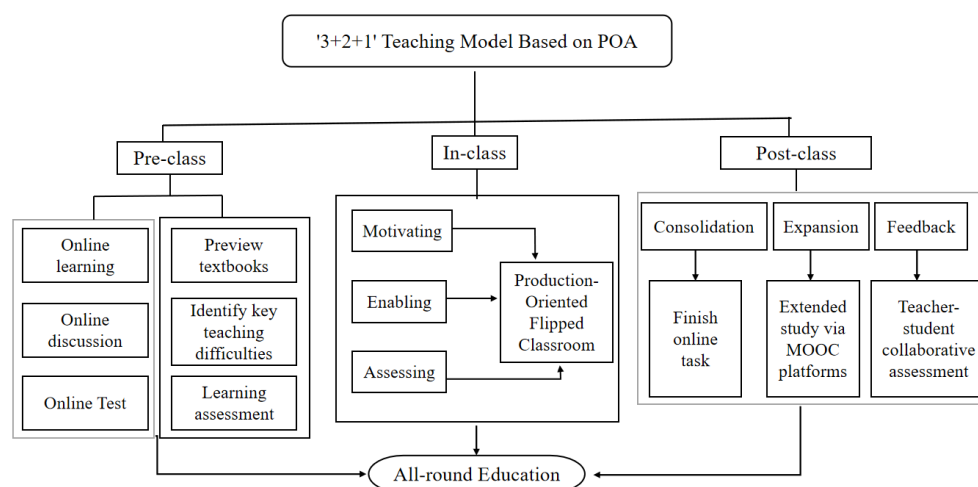 '3+2+1' Teaching Model Based on POA
Pre-class
In-class
Post-class
Online
learning
Online
discussion
Online Test
Preview
textbooks
Identify key
teaching
difficulties
Learning
assessment
Motivating
Enabling
Assessing
Production-
Oriented
Flipped
Classroom
Consolidation
Expansion
Feedback
Finish
online
task
Extended
study via
MOOC
platforms
Teacher-
student
collaborative
assessment
All-round Education